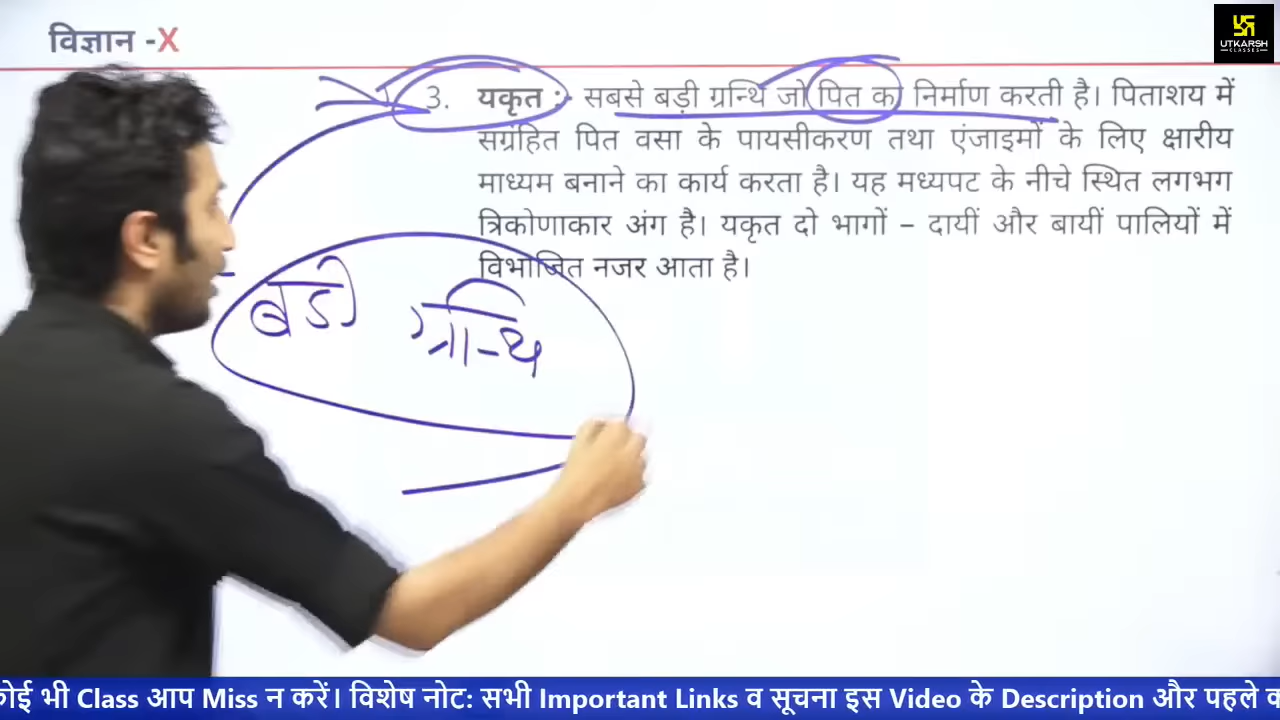 विज्ञान -X
UTKARSH
CLASSES
3. यकृत :- सबसे बड़ी ग्रन्थि जो पित क निर्माण करती है। पिताशय में
संग्रहित पित वसा के पायसीकरण तथा एंजाइमों के लिए क्षारीय
माध्यम बनाने का कार्य करता है। यह मध्यपट के नीचे स्थित लगभग
त्रिकोणाकार अंग है। यकृत दो भागों – दायीं और बायीं पालियों में
विभाजित नजर आता है।
बडी ग्रन्थि
कोई भी Class आप Miss न करें। विशेष नोट: सभी Important Links व सूचना इस Video के Description और पहले